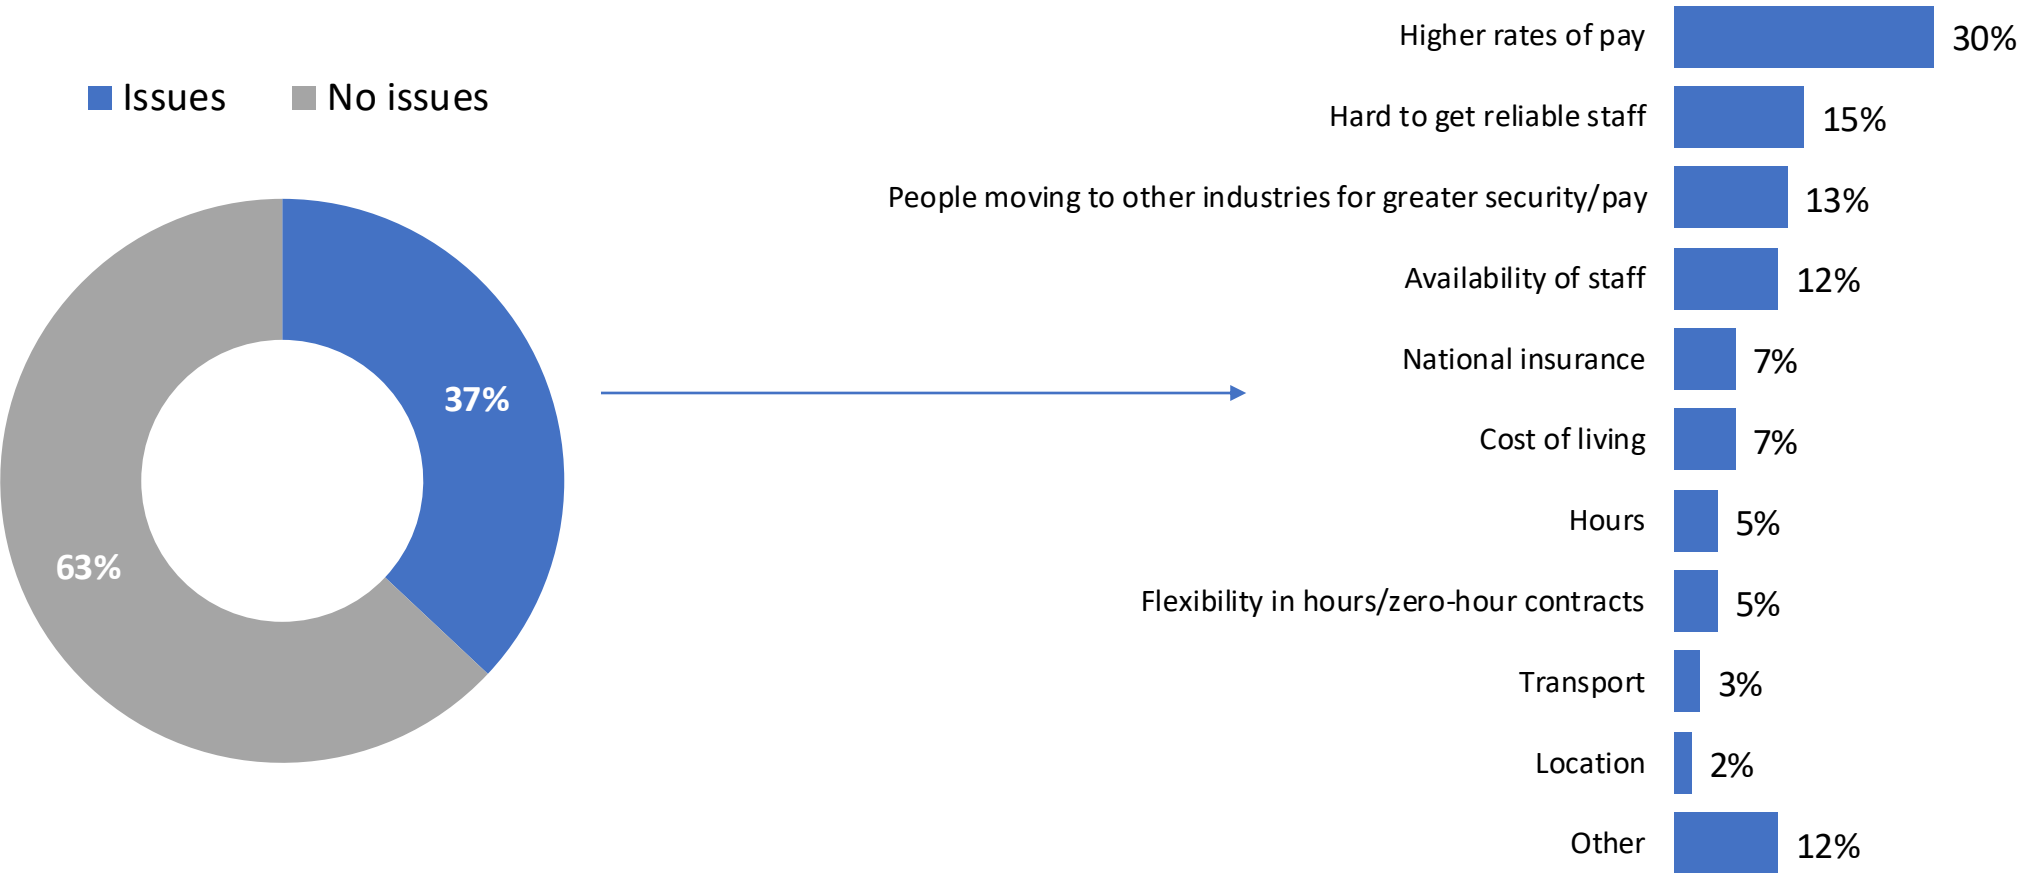 Issues
No issues
37%
63%
Higher rates of pay 30%
Hard to get reliable staff 15%
People moving to other industries for greater security/pay 13%
Availability of staff 12%
National insurance 7%
Cost of living 7%
Hours 5%
Flexibility in hours/zero-hour contracts 5%
Transport 3%
Location 2%
Other 12%